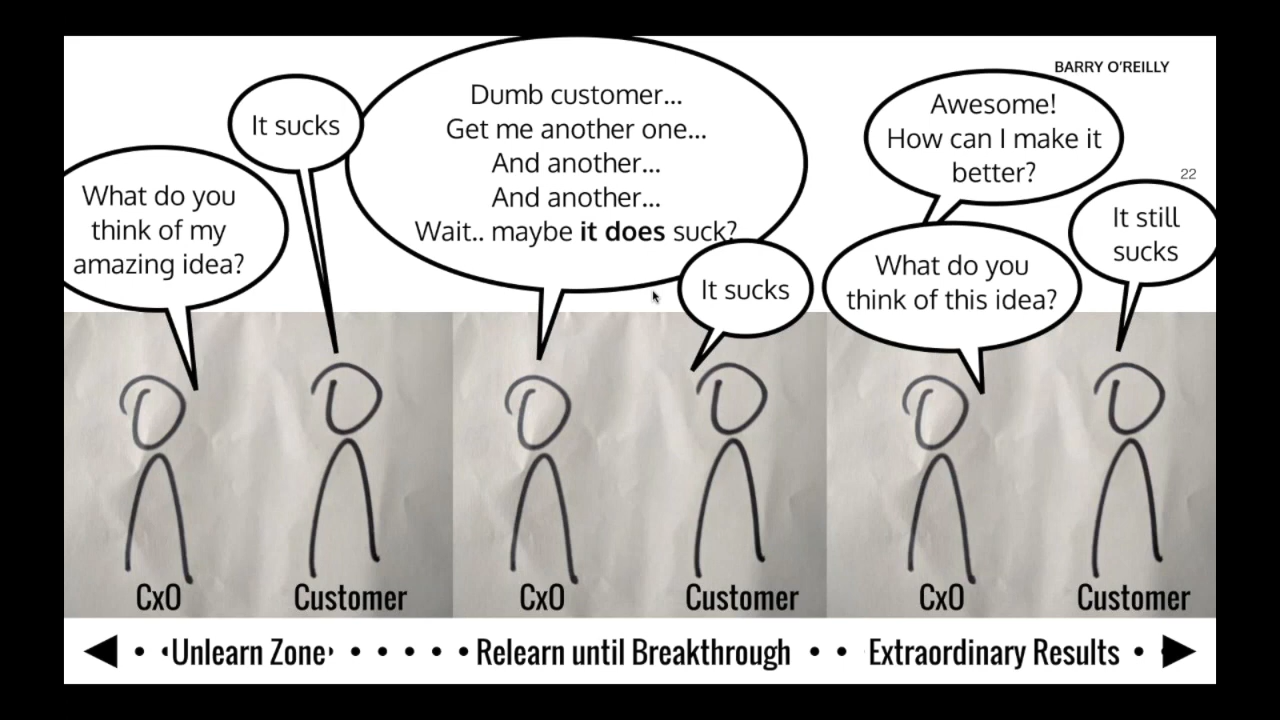 BARRY O'REILLY
22
What do you
think of my
amazing idea?
It sucks
Dumb customer...
Get me another one...
And another...
And another...
Wait.. maybe it does suck?
It sucks
What do you
think of this idea?
Awesome!
How can I make it
better?
It still
sucks
CxO
Customer
CxO
Customer
CxO
Customer
Unlearn Zone
Relearn until Breakthrough
Extraordinary Results